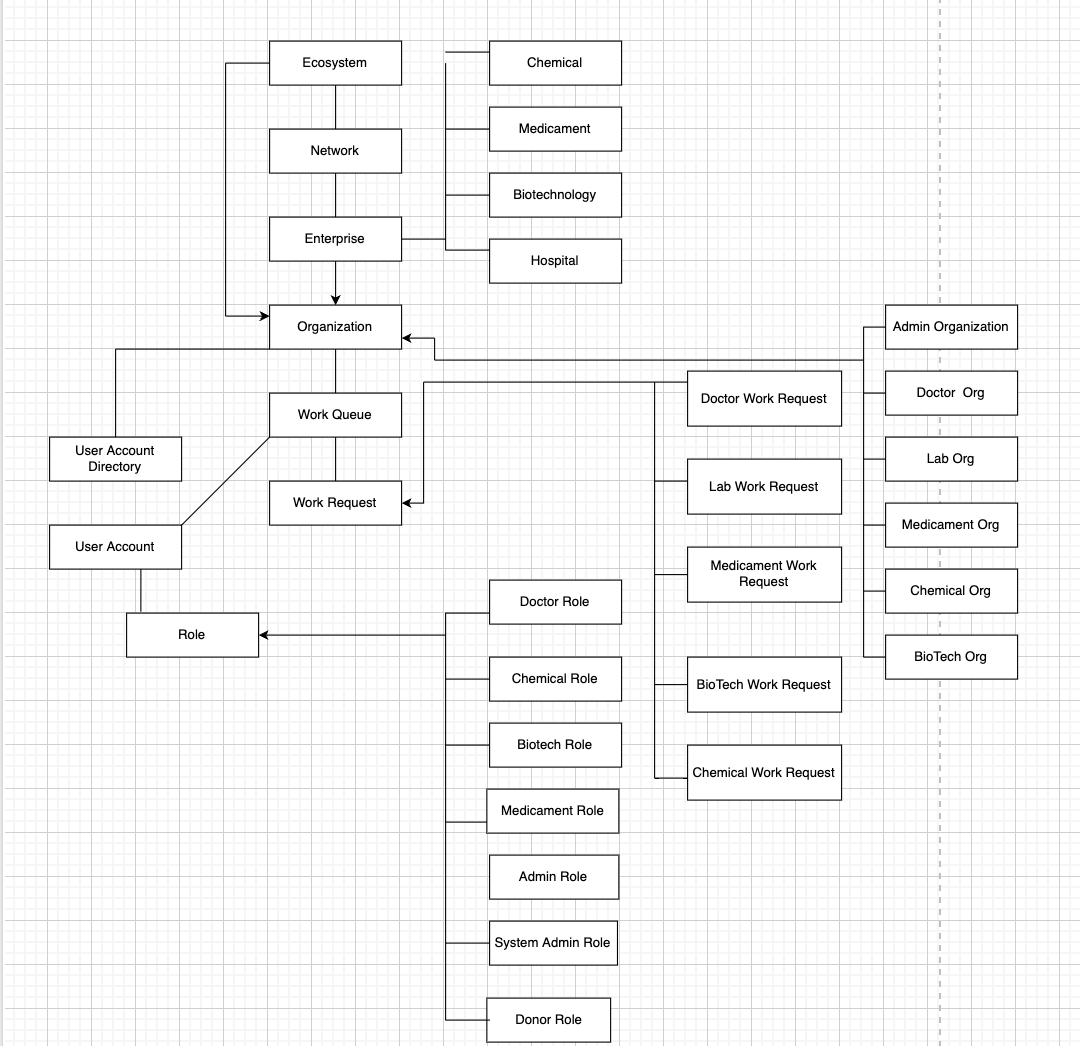 Ecosystem
Chemical
Medicament
Network
Biotechnology
Enterprise
Hospital
Organization
Admin Organization
Doctor Work Request
Doctor  Org
Work Queue
User Account
Directory
Lab Org
Lab Work Request
Work Request
Medicament Org
User Account
Medicament Work
Request
Chemical Org
Doctor Role
Role
BioTech Org
Chemical Role
BioTech Work Request
Biotech Role
Chemical Work Request
Medicament Role
Admin Role
System Admin Role
Donor Role